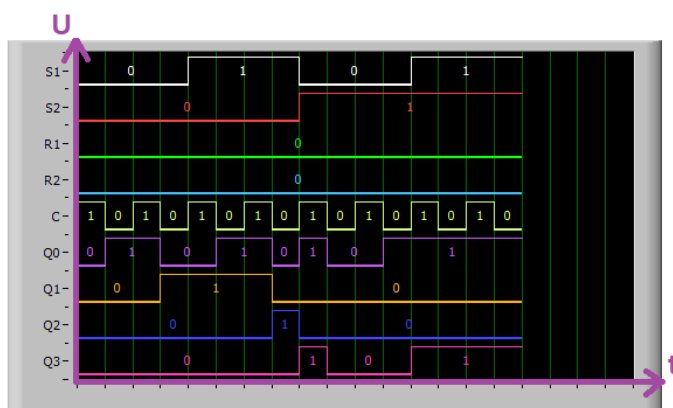 U
S1- 0 1 0 1
S2- 0 1
R1- 0
R2- 0
C- 1 0 1 0 1 0 1 0 1 0 1 0 1 0 1 0
Q0- 0 1 0 1 0 1 0 1
Q1- 0 1 0
Q2- 0 1 0
Q3- 0 1 0 1
t